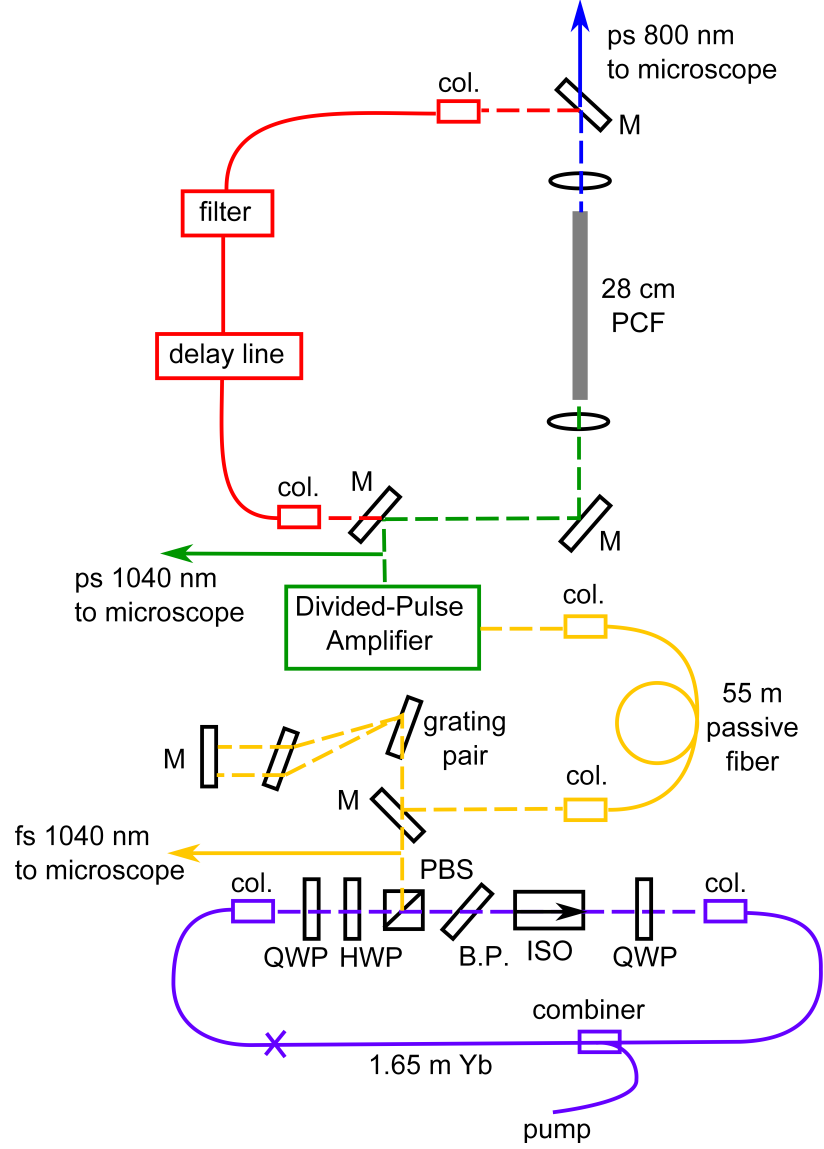 ps 800 nm
to microscope
col.
M
filter
28 cm
PCF
delay line
M
col.
M
ps 1040 nm
to microscope
Divided-Pulse
Amplifier
col.
grating
pair
55 m
passive
fiber
M
col.
M
fs 1040 nm
to microscope
PBS
col.
col.
QWP
HWP
B.P.
ISO
QWP
combiner
1.65 m Yb
pump